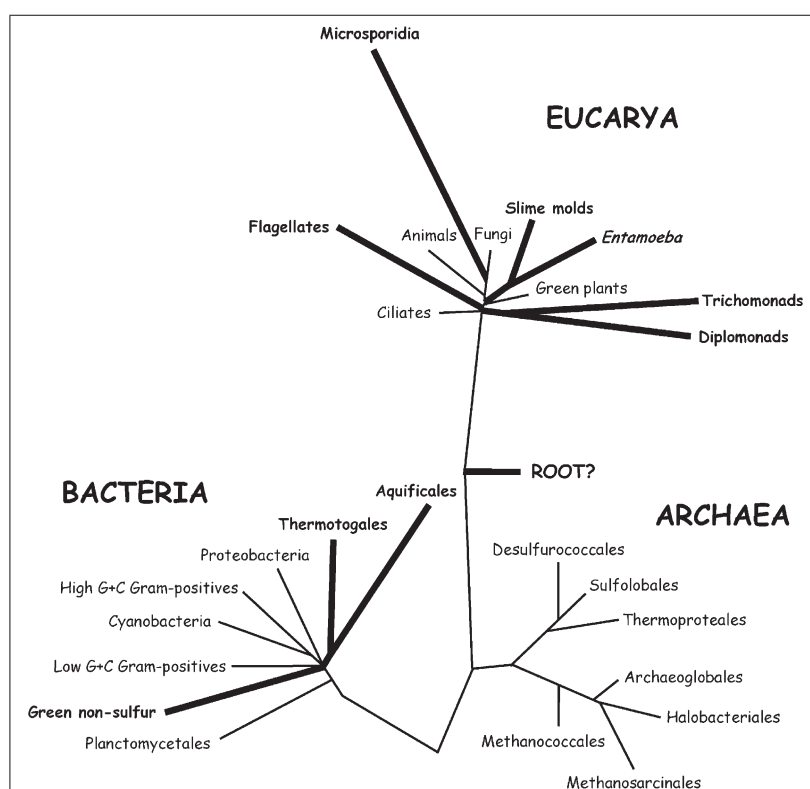 Microsporidia
EUCARYA
Slime molds
Flagellates
Animals
Fungi
Entamoeba
Green plants
Trichomonads
Ciliates
Diplomonads
ROOT?
BACTERIA
Aquificales
ARCHAEA
Thermotogales
Proteobacteria
Desulfurococcales
High G+C Gram-positives
Sulfolobales
Cyanobacteria
Thermoproteales
Low G+C Gram-positives
Archaeoglobales
Green non-sulfur
Halobacteriales
Planctomycetales
Methanococcales
Methanosarcinales